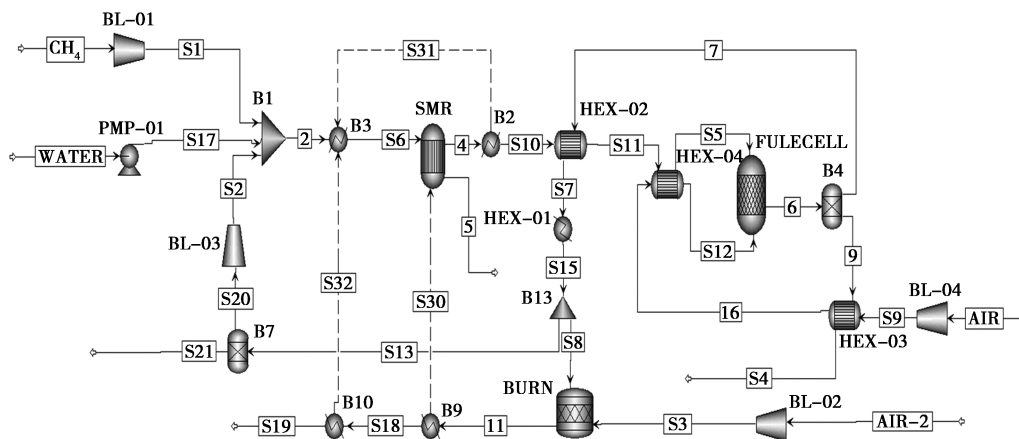 BL-01
CH4
S1
S31
7
B1
SMR
B2
HEX-02
S5
FULECELL
PMP-01
S17
2
B3
S6
4
S10
S11
HEX-04
B4
WATER
S2
S7
6
5
HEX-01
S12
9
BL-03
S15
BL-04
S32
S30
B13
16
S9
AIR
S20
HEX-03
B7
S21
S13
S8
S4
BURN
BL-02
B10
B9
S19
S18
11
S3
AIR-2